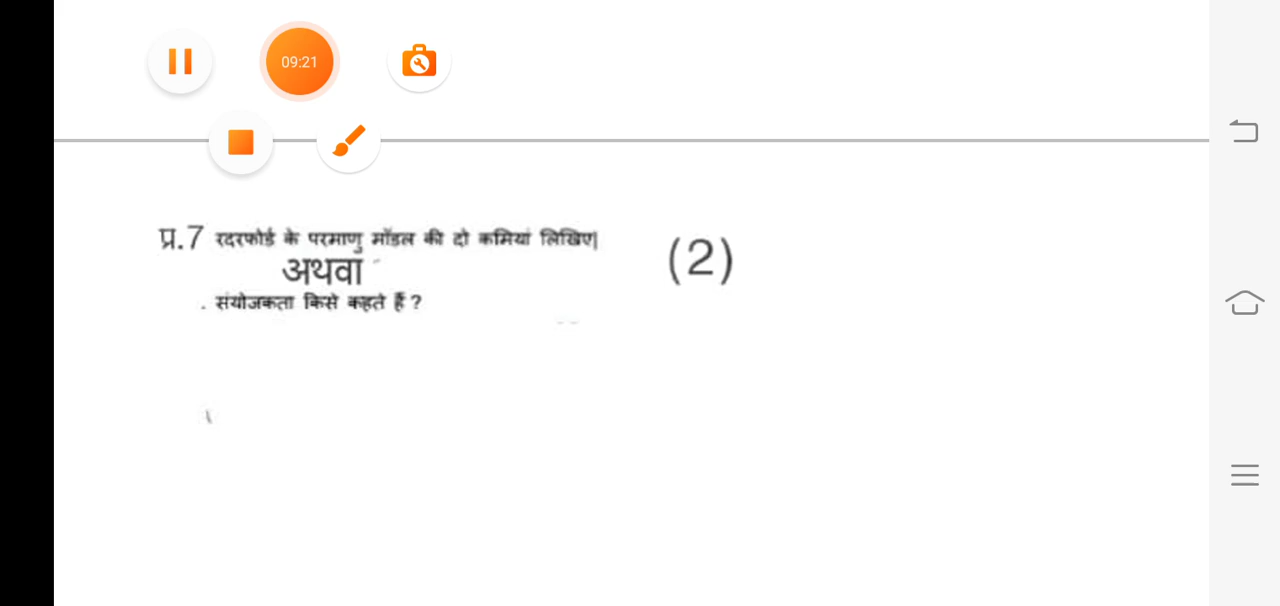 09:21
प्र.7 रदरफोर्ड के परमाणु मॉडल की दो कमियां लिखिए| (2)
अथवा
. संयोजकता किसे कहते हैं ?